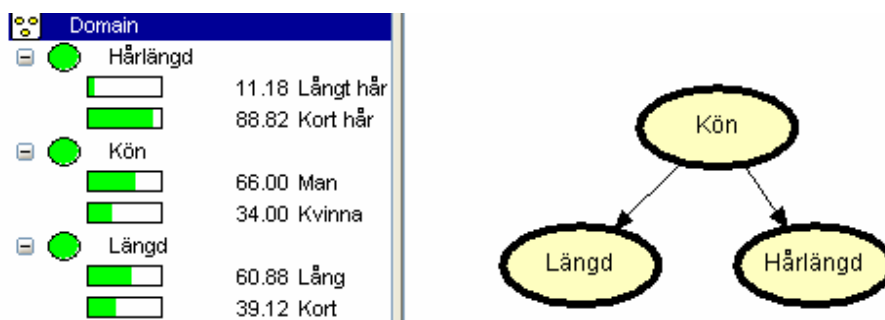 Domain
Hårlängd
11.18 Långt hår
88.82 Kort hår
Kön
66.00 Man
34.00 Kvinna
Längd
60.88 Lång
39.12 Kort
Kön
Längd
Hårlängd